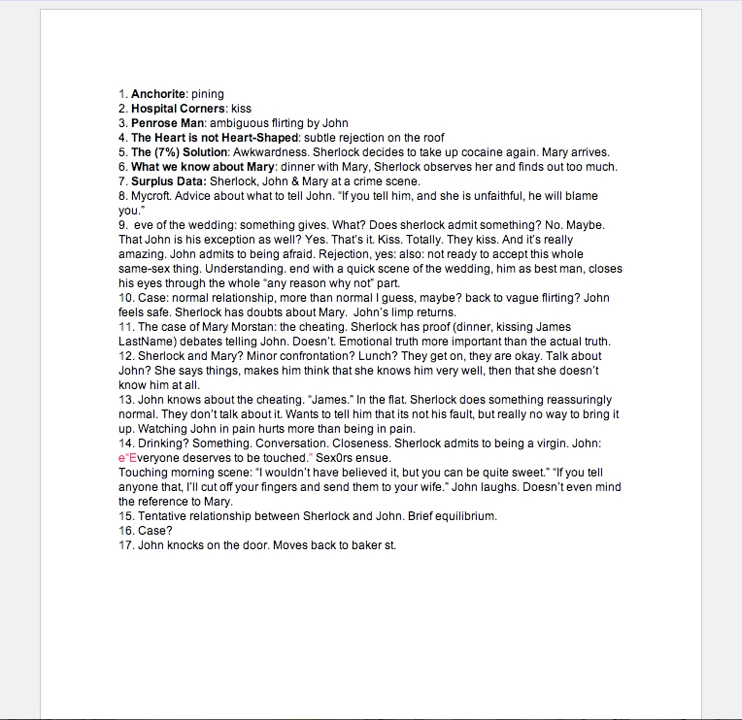 1. Anchorite: pining
2. Hospital Corners: kiss
3. Penrose Man: ambiguous flirting by John
4. The Heart is not Heart-Shaped: subtle rejection on the roof
5. The (7%) Solution: Awkwardness. Sherlock decides to take up cocaine again. Mary arrives.
6. What we know about Mary: dinner with Mary, Sherlock observes her and finds out too much.
7. Surplus Data: Sherlock, John & Mary at a crime scene.
8. Mycroft. Advice about what to tell John. “If you tell him, and she is unfaithful, he will blame
you.”
9.  eve of the wedding: something gives. What? Does sherlock admit something? No. Maybe.
That John is his exception as well? Yes. That’s it. Kiss. Totally. They kiss. And it’s really
amazing. John admits to being afraid. Rejection, yes: also: not ready to accept this whole
same-sex thing. Understanding. end with a quick scene of the wedding, him as best man, closes
his eyes through the whole “any reason why not” part.
10. Case: normal relationship, more than normal I guess, maybe? back to vague flirting? John
feels safe. Sherlock has doubts about Mary.  John’s limp returns.
11. The case of Mary Morstan: the cheating. Sherlock has proof (dinner, kissing James
LastName) debates telling John. Doesn’t. Emotional truth more important than the actual truth.
12. Sherlock and Mary? Minor confrontation? Lunch? They get on, they are okay. Talk about
John? She says things, makes him think that she knows him very well, then that she doesn’t
know him at all.
13. John knows about the cheating. “James.” In the flat. Sherlock does something reassuringly
normal. They don’t talk about it. Wants to tell him that its not his fault, but really no way to bring it
up. Watching John in pain hurts more than being in pain.
14. Drinking? Something. Conversation. Closeness. Sherlock admits to being a virgin. John:
e“Everyone deserves to be touched.” Sex0rs ensue.
Touching morning scene: “I wouldn’t have believed it, but you can be quite sweet.” “If you tell
anyone that, I’ll cut off your fingers and send them to your wife.” John laughs. Doesn’t even mind
the reference to Mary.
15. Tentative relationship between Sherlock and John. Brief equilibrium.
16. Case?
17. John knocks on the door. Moves back to baker st.